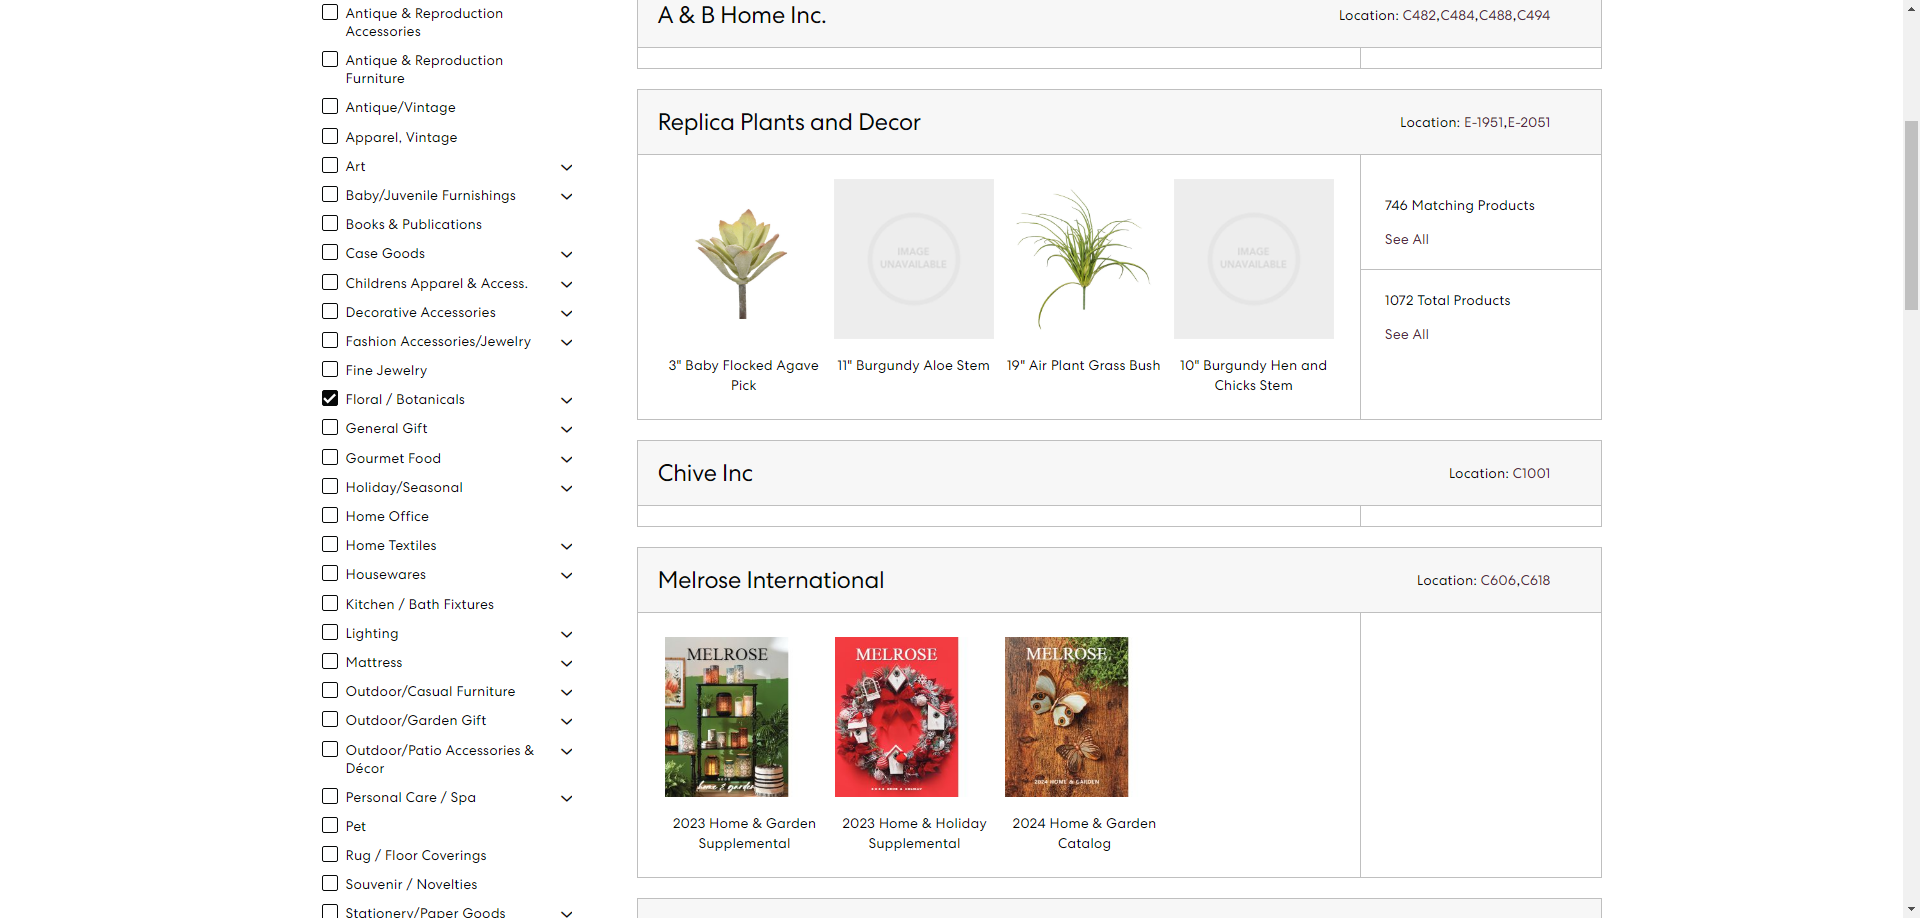 Antique & Reproduction
Accessories
Antique & Reproduction
Furniture
Antique/Vintage
Apparel, Vintage
Art
Baby/Juvenile Furnishings
Books & Publications
Case Goods
Childrens Apparel & Access.
Decorative Accessories
Fashion Accessories/Jewelry
Fine Jewelry
Floral / Botanicals
General Gift
Gourmet Food
Holiday/Seasonal
Home Office
Home Textiles
Housewares
Kitchen / Bath Fixtures
Lighting
Mattress
Outdoor/Casual Furniture
Outdoor/Garden Gift
Outdoor/Patio Accessories &
Décor
Personal Care / Spa
Pet
Rug / Floor Coverings
Souvenir / Novelties
Stationery/Paper Goods
A & B Home Inc.
Location: C482,C484,C488,C494
Replica Plants and Decor
Location: E-1951,E-2051
IMAGE
UNAVAILABLE
IMAGE
UNAVAILABLE
3" Baby Flocked Agave
Pick
11" Burgundy Aloe Stem
19" Air Plant Grass Bush
10" Burgundy Hen and
Chicks Stem
746 Matching Products
See All
1072 Total Products
See All
Chive Inc
Location: C1001
Melrose International
Location: C606,C618
MELROSE
home & garden
MELROSE
MELROSE
2024 HOME & GARDEN
2023 Home & Garden
Supplemental
2023 Home & Holiday
Supplemental
2024 Home & Garden
Catalog